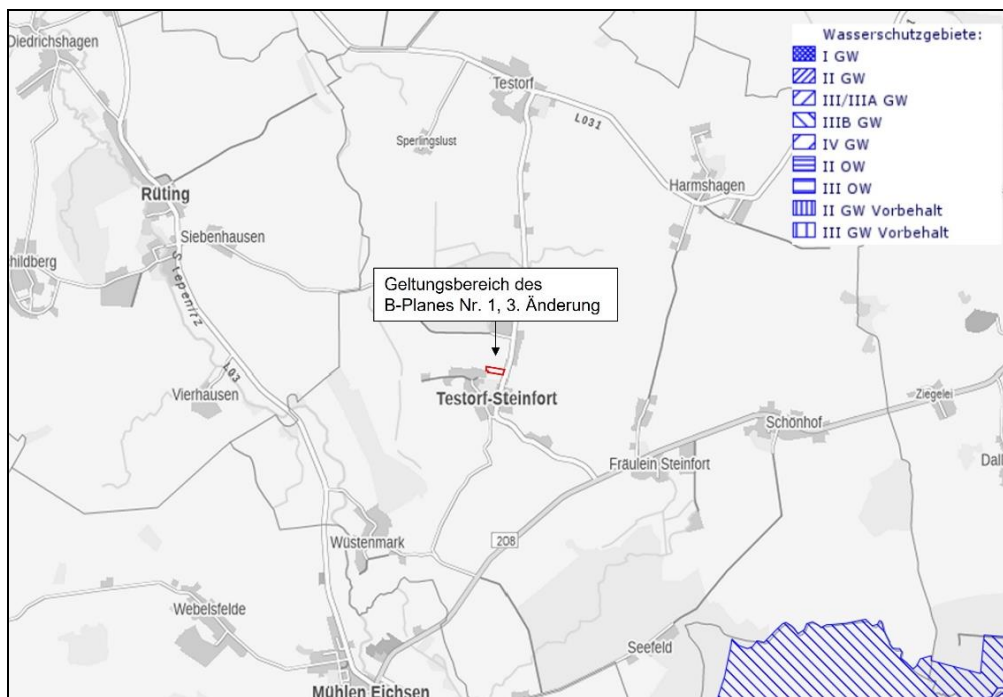 Diedrichshagen
Testorf
Sperlingslust
L031
Harmshagen
Rüting
Siebenhausen
childberg
Stepenitz
L03
Vierhausen
Geltungsbereich des
B-Planes Nr. 1, 3. Änderung
Testorf-Steinfort
Ziegelei
Schönhof
Fräulein Steinfort
Dall
208
Wüstenmark
Webelsfelde
Seefeld
Mühlen Eichsen
Wasserschutzgebiete:
I GW
II GW
III/IIIA GW
IIIB GW
IV GW
II OW
III OW
II GW Vorbehalt
III GW Vorbehalt